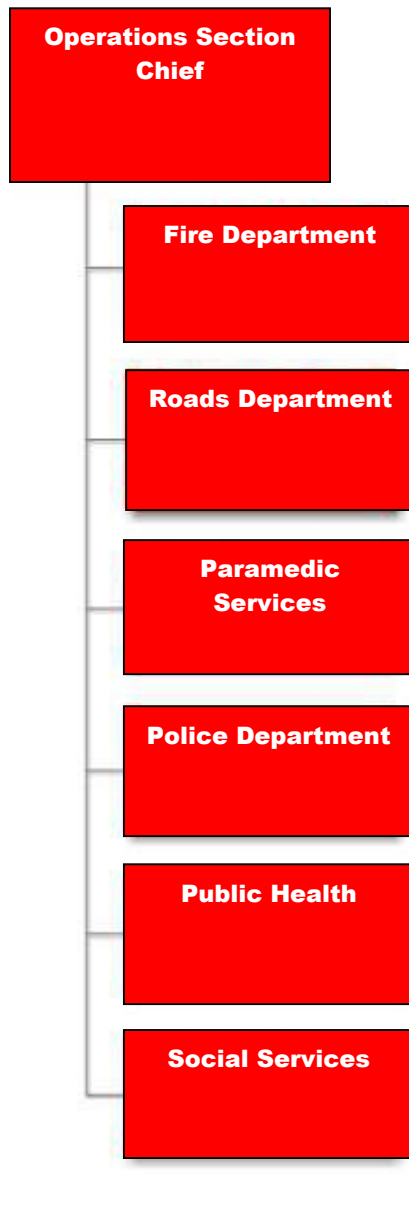 Operations Section
Chief
Fire Department
Roads Department
Paramedic
Services
Police Department
Public Health
Social Services